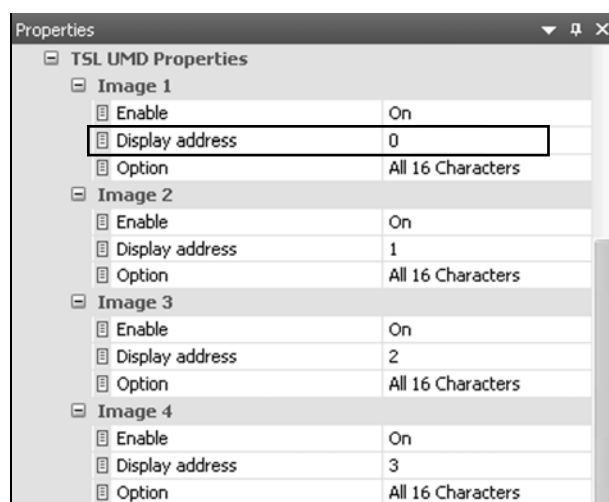 Properties
TSL UMD Properties
Image 1
Enable On
Display address 0
Option All 16 Characters
Image 2
Enable On
Display address 1
Option All 16 Characters
Image 3
Enable On
Display address 2
Option All 16 Characters
Image 4
Enable On
Display address 3
Option All 16 Characters